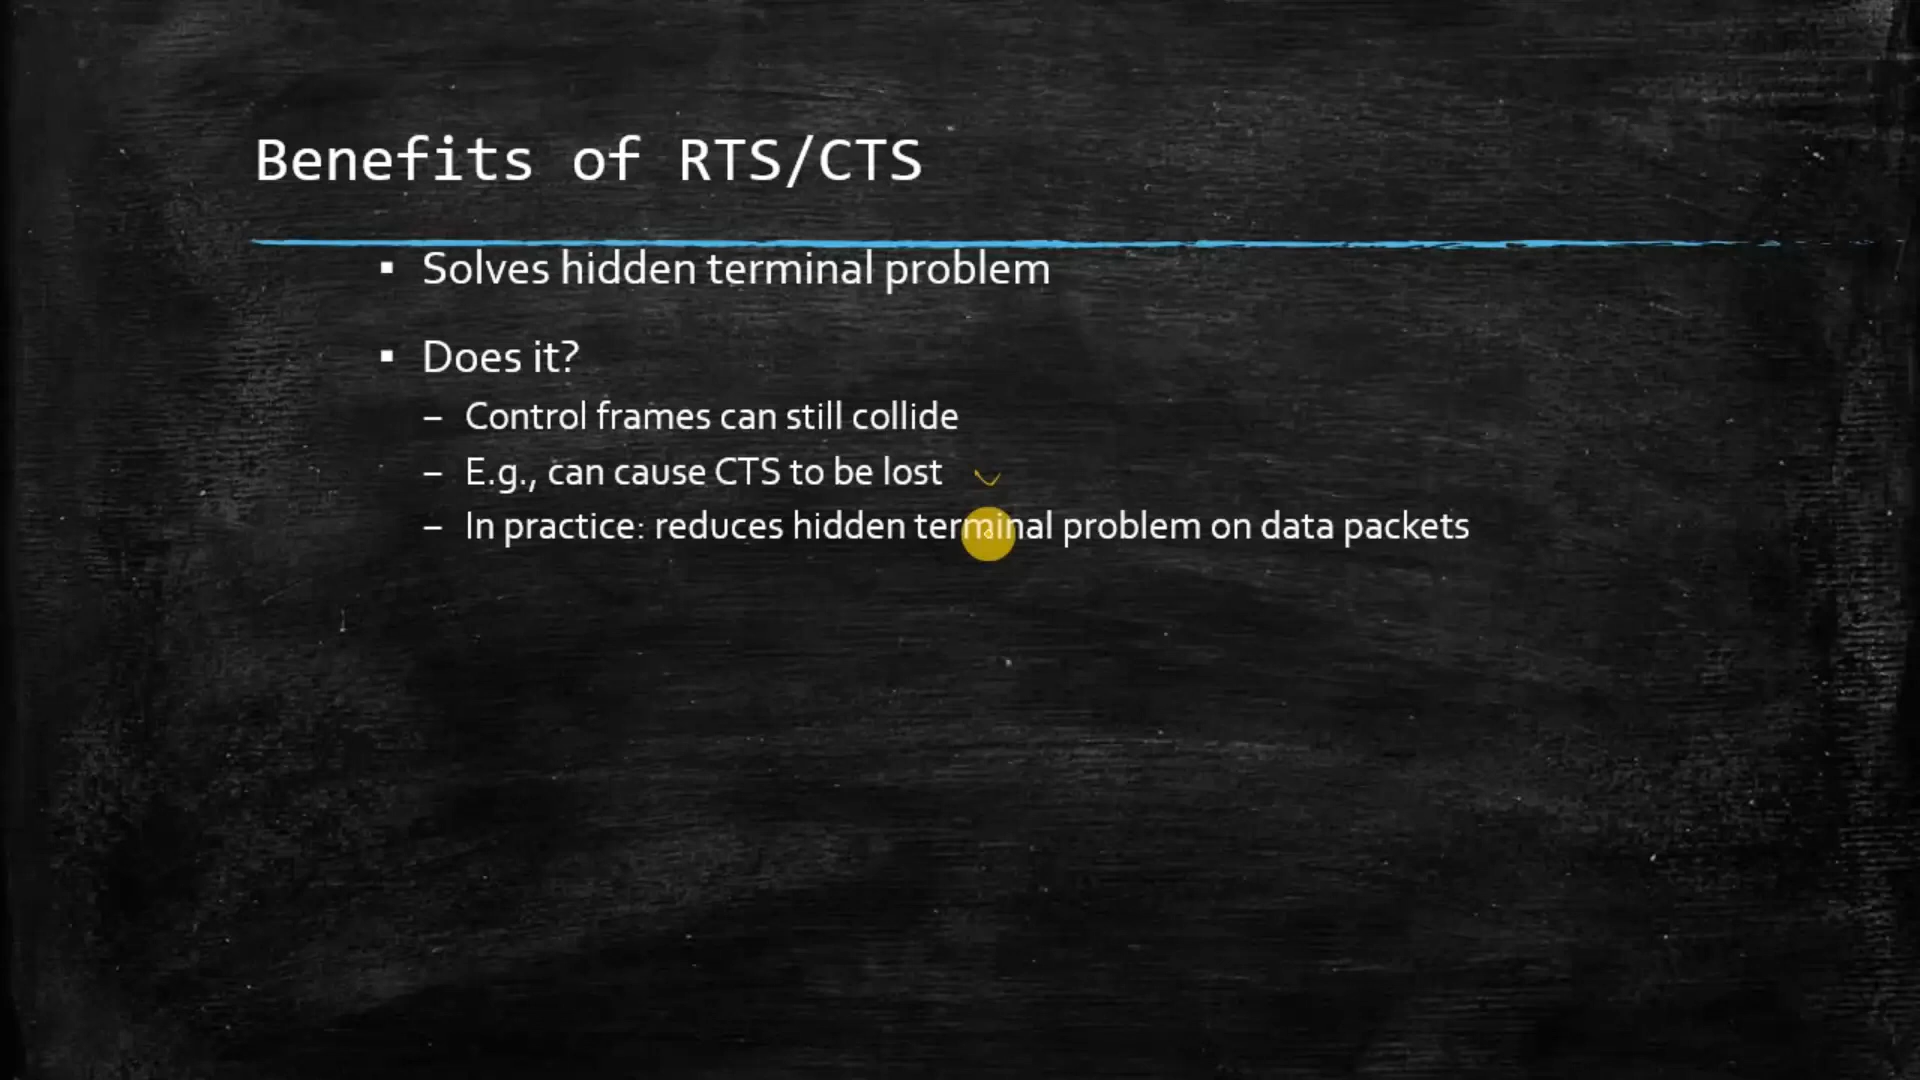 Benefits of RTS/CTS
▪ Solves hidden terminal problem
▪ Does it?
– Control frames can still collide
– E.g., can cause CTS to be lost
– In practice: reduces hidden terminal problem on data packets